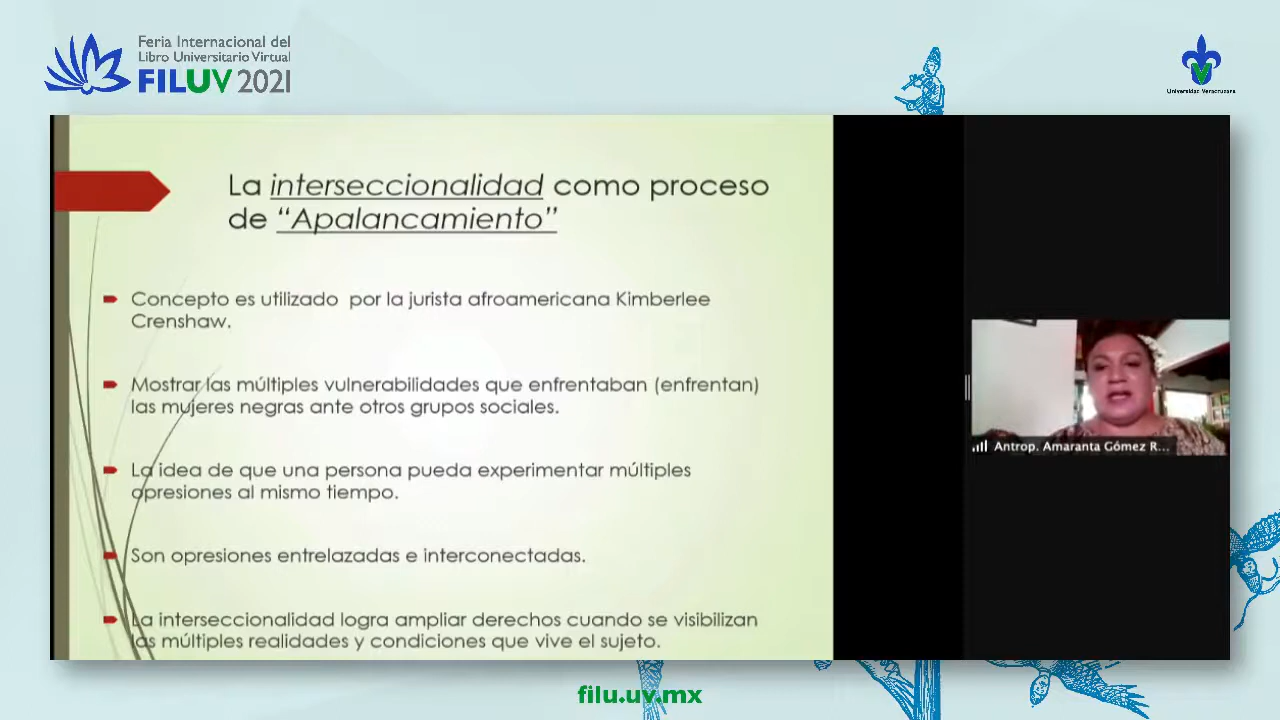 Feria Internacional del
Libro Universitario Virtual
FILUV 2021
Universidad Veracruzana
La interseccionalidad como proceso
de “Apalancamiento”
Concepto es utilizado por la jurista afroamericana Kimberlee
Crenshaw.
Mostrar las múltiples vulnerabilidades que enfrentaban (enfrentan)
las mujeres negras ante otros grupos sociales.
La idea de que una persona pueda experimentar múltiples
opresiones al mismo tiempo.
Son opresiones entrelazadas e interconectadas.
La interseccionalidad logra ampliar derechos cuando se visibilizan
las múltiples realidades y condiciones que vive el sujeto.
Antrop. Amaranta Gómez R...
filu.uv.mx